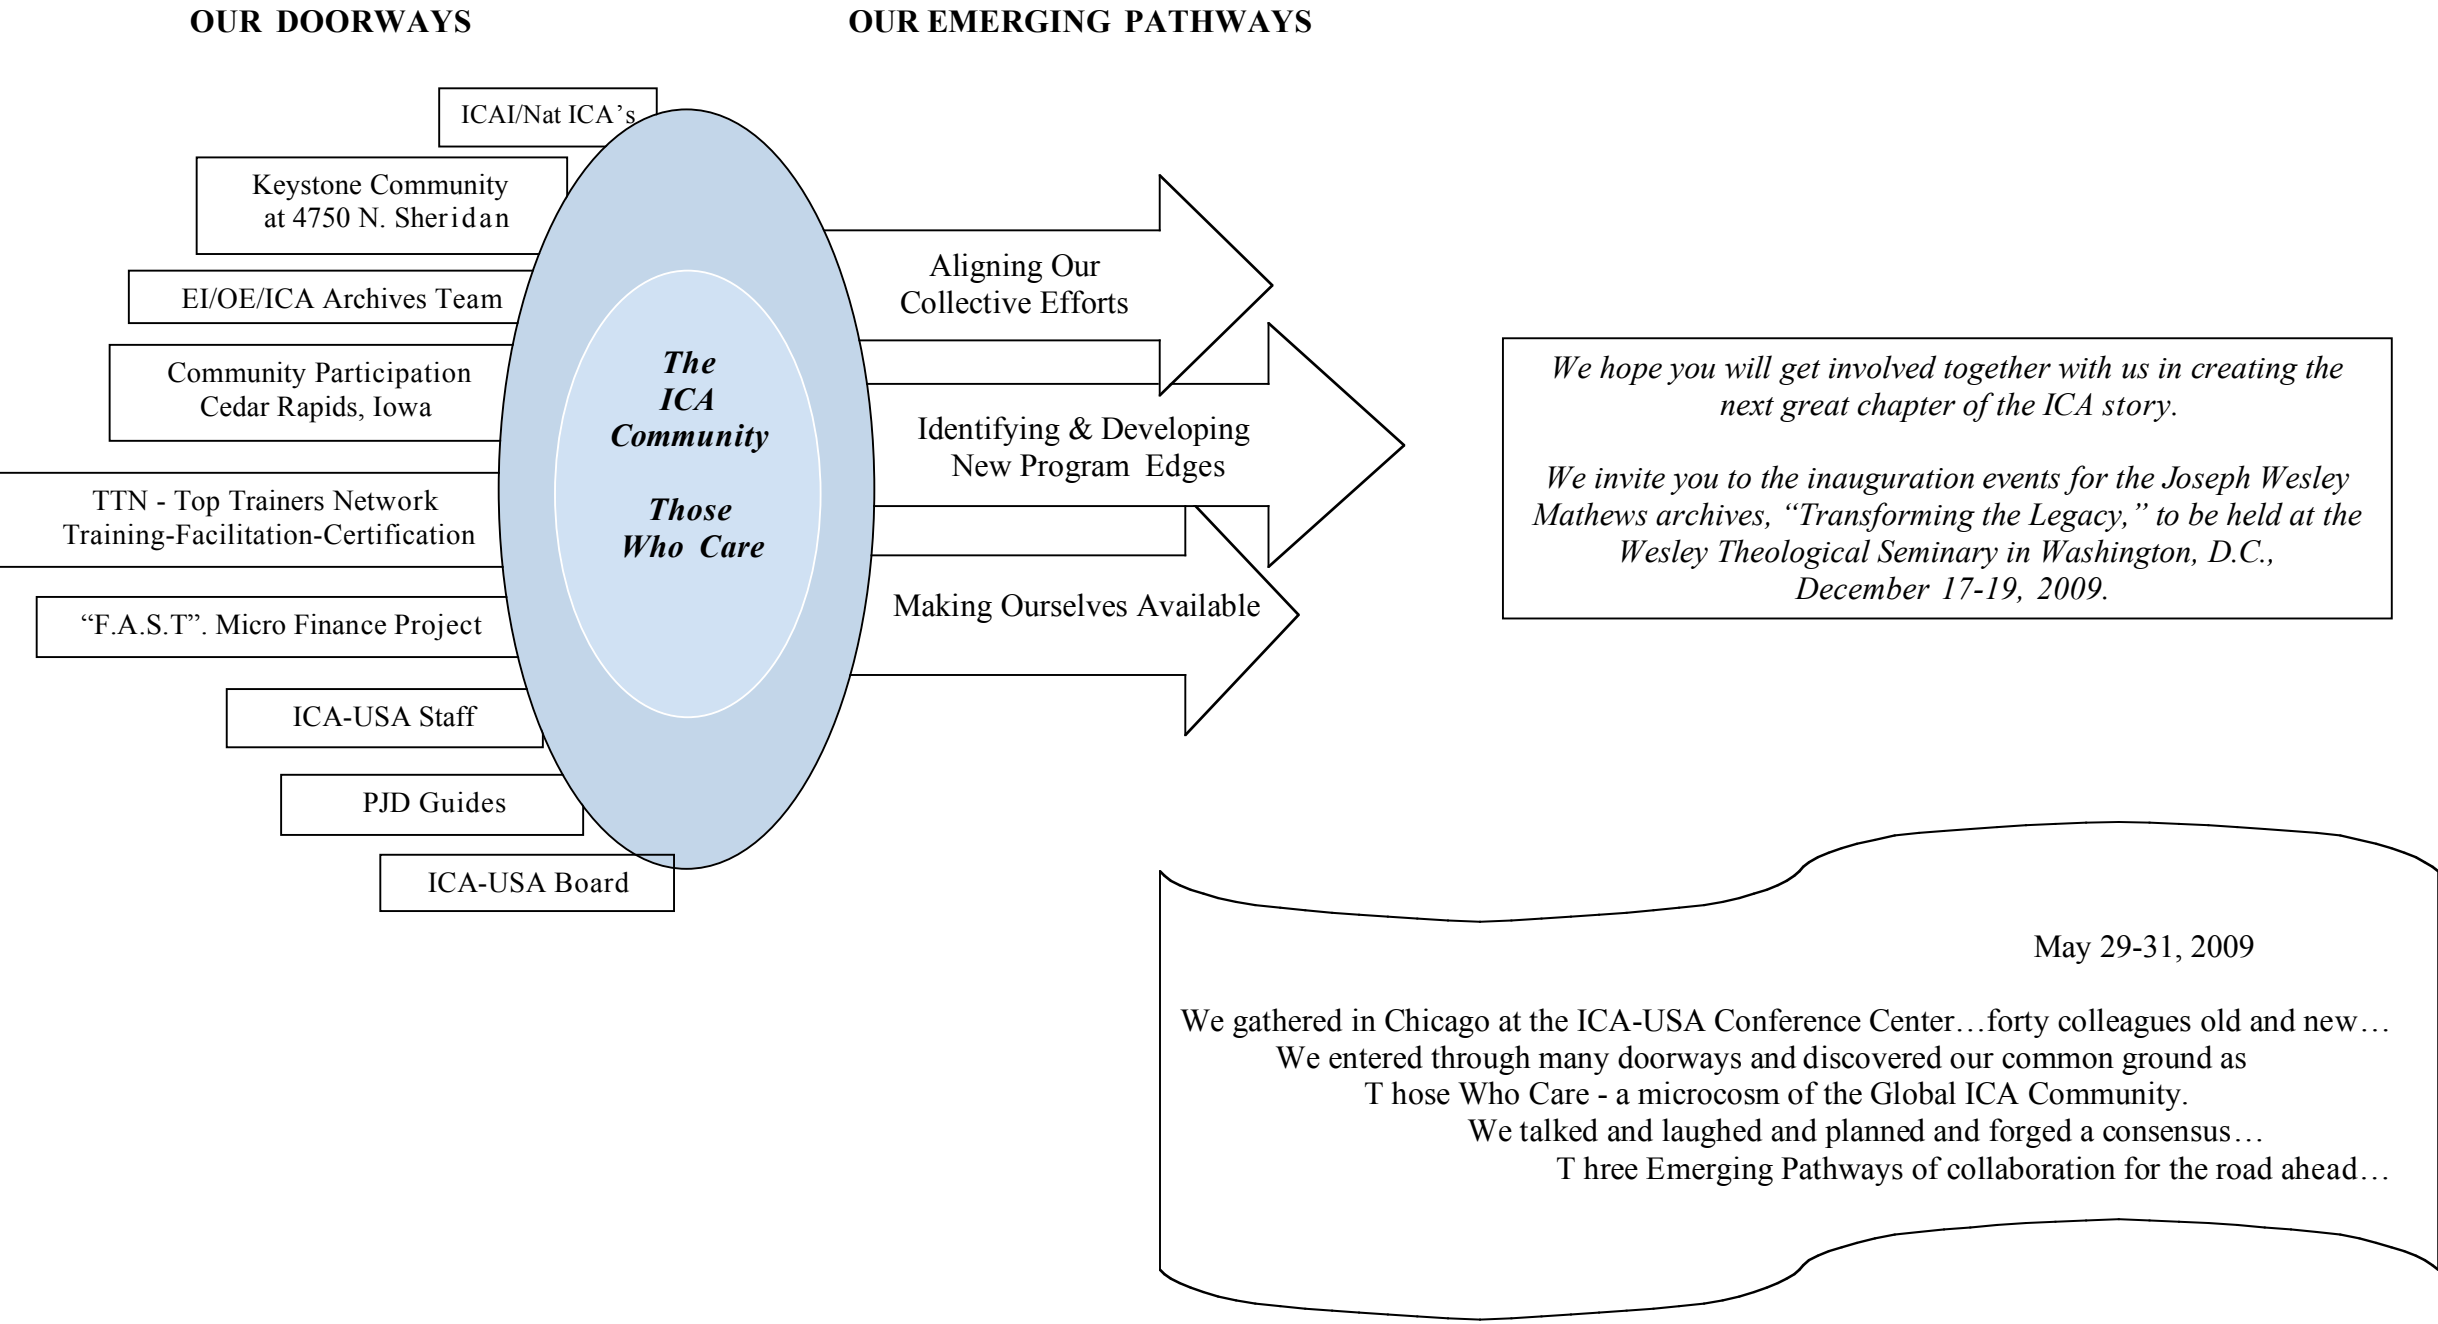 OUR DOORWAYS
OUR EMERGING PATHWAYS
ICAI/Nat ICA’s
Keystone Community
at 4750 N. Sheridan
EI/OE/ICA Archives Team
Community Participation
Cedar Rapids, Iowa
TTN - Top Trainers Network
Training-Facilitation-Certification
“F.A.S.T”. Micro Finance Project
ICA-USA Staff
PJD Guides
ICA-USA Board
The
ICA
Community
Those
Who Care
Aligning Our
Collective Efforts
Identifying & Developing
New Program Edges
Making Ourselves Available
We hope you will get involved together with us in creating the
next great chapter of the ICA story.
We invite you to the inauguration events for the Joseph Wesley
Mathews archives, “Transforming the Legacy,” to be held at the
Wesley Theological Seminary in Washington, D.C.,
December 17-19, 2009.
May 29-31, 2009
We gathered in Chicago at the ICA-USA Conference Center…forty colleagues old and new…
We entered through many doorways and discovered our common ground as
T hose Who Care - a microcosm of the Global ICA Community.
We talked and laughed and planned and forged a consensus…
T hree Emerging Pathways of collaboration for the road ahead…